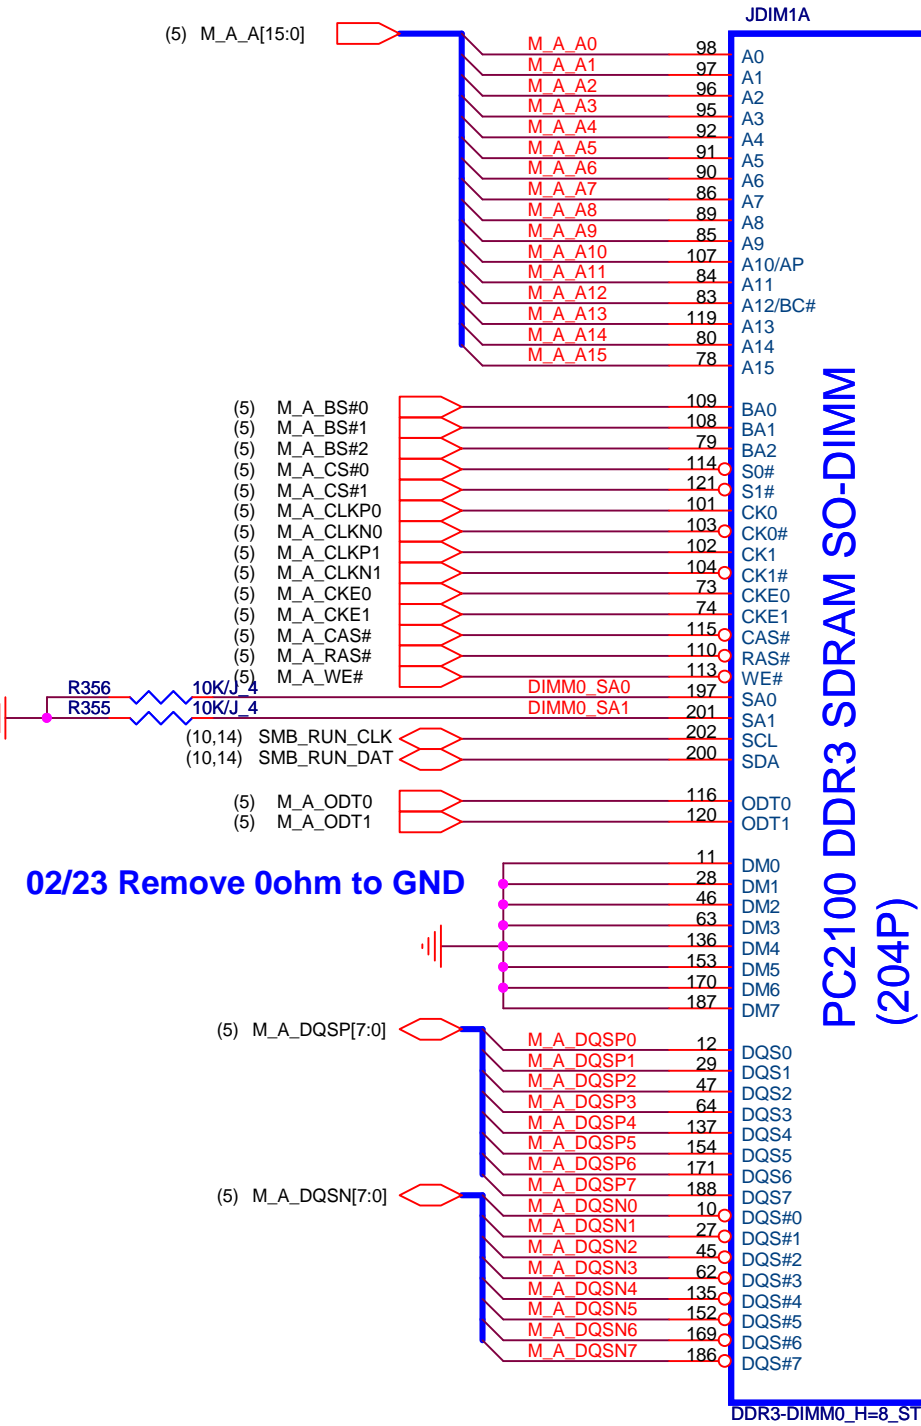 JDIM1A
(5) M_A_A[15:0]
M_A_A0 98 A0
M_A_A1 97 A1
M_A_A2 96 A2
M_A_A3 95 A3
M_A_A4 92 A4
M_A_A5 91 A5
M_A_A6 90 A6
M_A_A7 86 A7
M_A_A8 89 A8
M_A_A9 85 A9
M_A_A10 107 A10/AP
M_A_A11 84 A11
M_A_A12 83 A12/BC#
M_A_A13 119 A13
M_A_A14 80 A14
M_A_A15 78 A15
(5) M_A_BS#0 109 BA0
(5) M_A_BS#1 108 BA1
(5) M_A_BS#2 79 BA2
(5) M_A_CS#0 114 S0#
(5) M_A_CS#1 121 S1#
(5) M_A_CLKP0 101 CK0
(5) M_A_CLKN0 103 CK0#
(5) M_A_CLKP1 102 CK1
(5) M_A_CLKN1 104 CK1#
(5) M_A_CKE0 73 CKE0
(5) M_A_CKE1 74 CKE1
(5) M_A_CAS# 115 CAS#
(5) M_A_RAS# 110 RAS#
(5) M_A_WE# 113 WE#
R356 10K/J_4 DIMM0_SA0 197 SA0
R355 10K/J_4 DIMM0_SA1 201 SA1
(10,14) SMB_RUN_CLK 202 SCL
(10,14) SMB_RUN_DAT 200 SDA
(5) M_A_ODT0 116 ODT0
(5) M_A_ODT1 120 ODT1
02/23 Remove 0ohm to GND
11 DM0
28 DM1
46 DM2
63 DM3
136 DM4
153 DM5
170 DM6
187 DM7
PC2100 DDR3 SDRAM SO-DIMM
(204P)
(5) M_A_DQSP[7:0]
M_A_DQSP0 12 DQS0
M_A_DQSP1 29 DQS1
M_A_DQSP2 47 DQS2
M_A_DQSP3 64 DQS3
M_A_DQSP4 137 DQS4
M_A_DQSP5 154 DQS5
M_A_DQSP6 171 DQS6
M_A_DQSP7 188 DQS7
(5) M_A_DQSN[7:0]
M_A_DQSN0 10 DQS#0
M_A_DQSN1 27 DQS#1
M_A_DQSN2 45 DQS#2
M_A_DQSN3 62 DQS#3
M_A_DQSN4 135 DQS#4
M_A_DQSN5 152 DQS#5
M_A_DQSN6 169 DQS#6
M_A_DQSN7 186 DQS#7
DDR3-DIMM0_H=8_ST